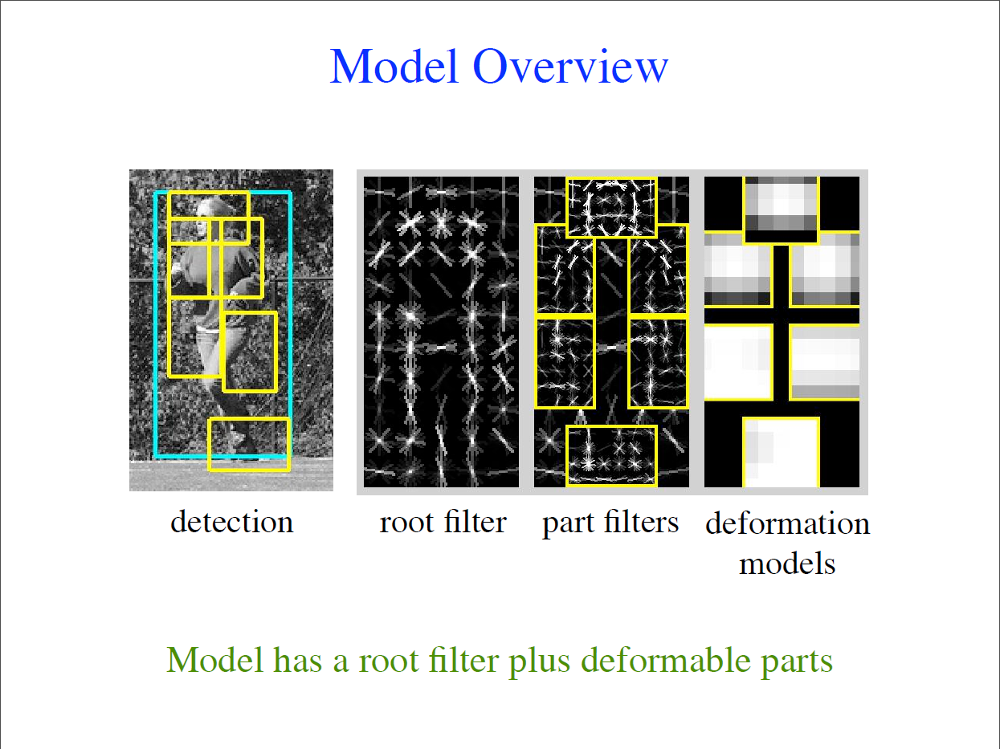 Model Overview
detection
root filter
part filters
deformation
models
Model has a root filter plus deformable parts